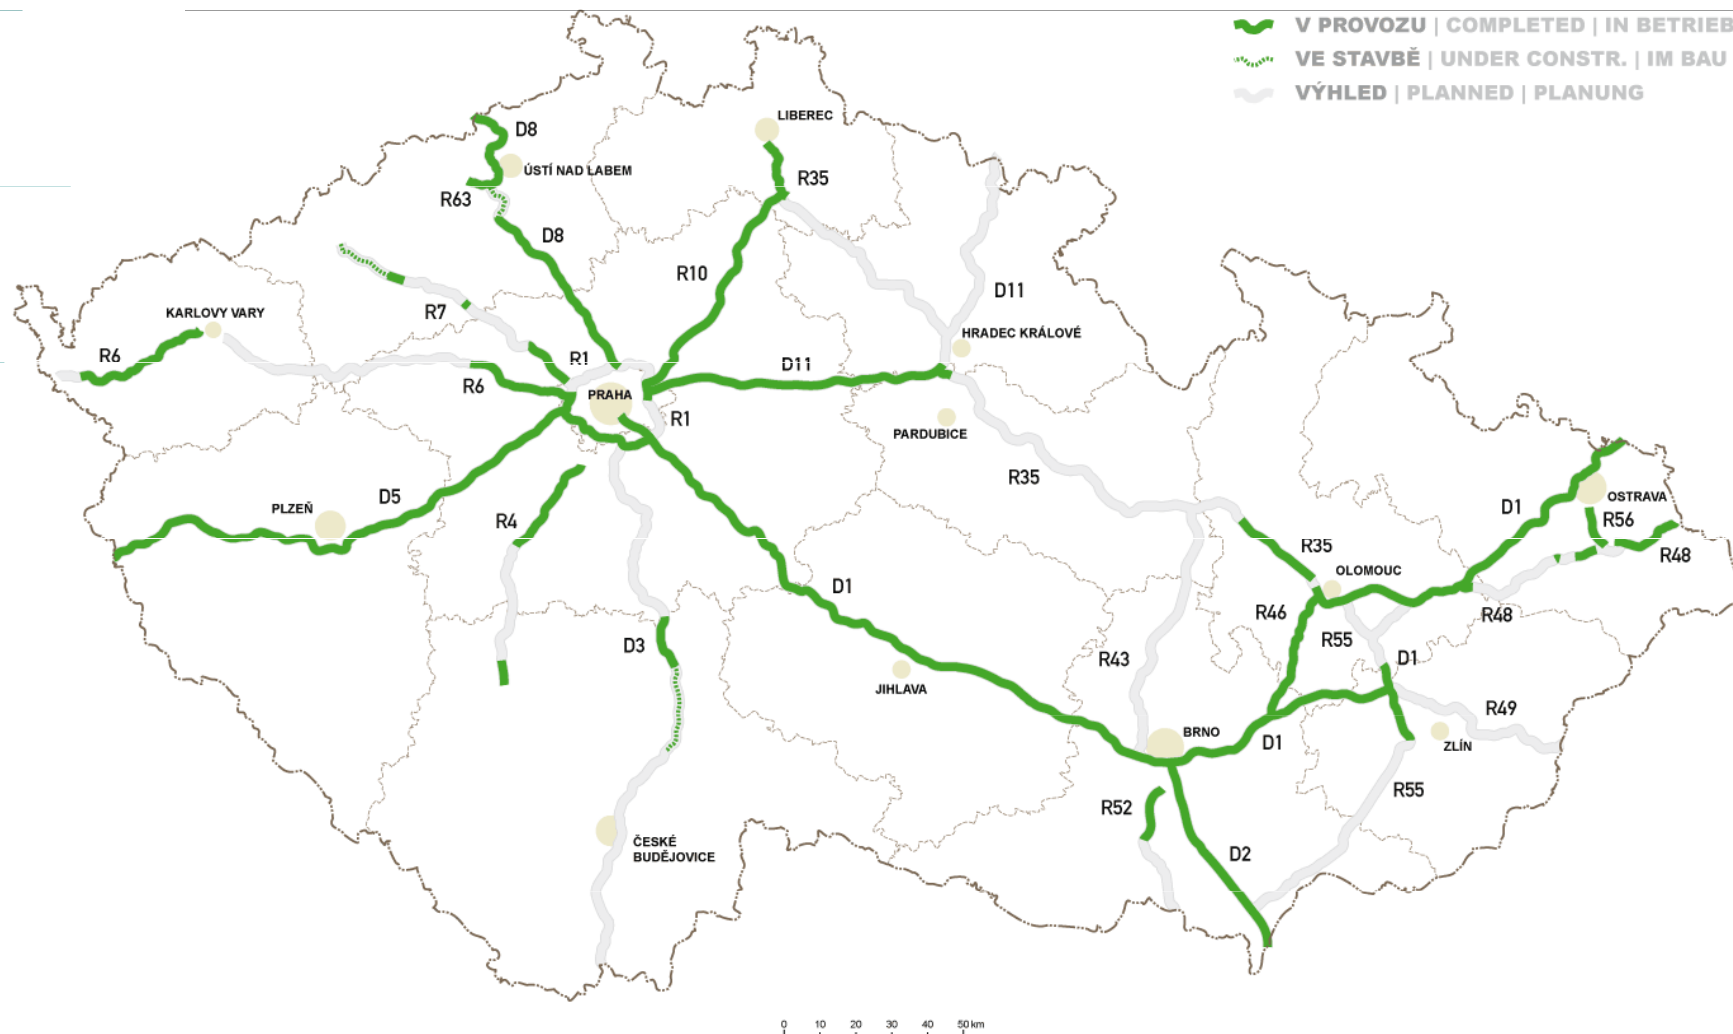 V PROVOZU | COMPLETED | IN BETRIEB
VE STAVBĚ | UNDER CONSTR. | IM BAU
VÝHLED | PLANNED | PLANUNG
LIBEREC
D8
ÚSTÍ NAD LABEM
R35
R63
D8
R10
D11
R7
KARLOVY VARY
HRADEC KRÁLOVÉ
R6
R1
D11
R6
PRAHA
R1
PARDUBICE
R35
D5
OSTRAVA
PLZEŇ
D1
R4
R56
R35
R48
OLOMOUC
D1
R46
R48
R55
D3
R43
D1
JIHLAVA
R49
BRNO
D1
ZLÍN
R55
R52
ČESKÉ
BUDĚJOVICE
D2
0 10 20 30 40 50 km